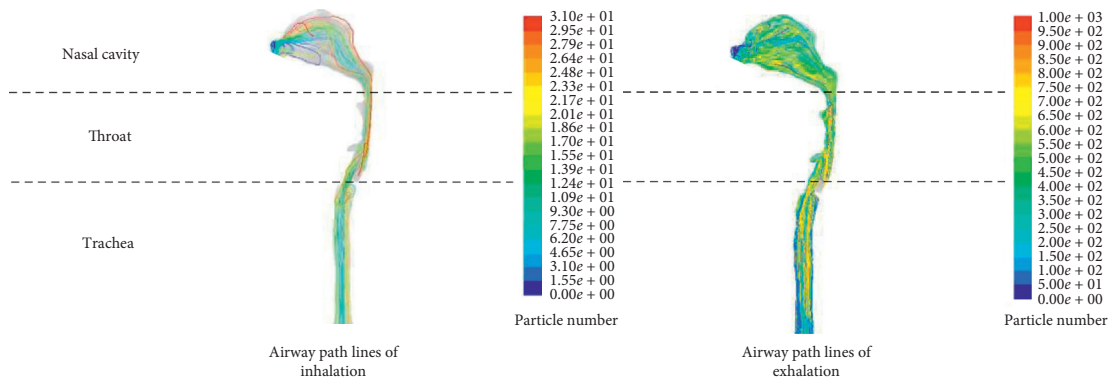 Nasal cavity
Throat
Trachea
3.10e + 01
2.95e + 01
2.79e + 01
2.64e + 01
2.48e + 01
2.33e + 01
2.17e + 01
2.01e + 01
1.86e + 01
1.70e + 01
1.55e + 01
1.39e + 01
1.24e + 01
1.09e + 01
9.30e + 00
7.75e + 00
6.20e + 00
4.65e + 00
3.10e + 00
1.55e + 00
0.00e + 00
Particle number
Airway path lines of
inhalation
1.00e + 03
9.50e + 02
9.00e + 02
8.50e + 02
8.00e + 02
7.50e + 02
7.00e + 02
6.50e + 02
6.00e + 02
5.50e + 02
5.00e + 02
4.50e + 02
4.00e + 02
3.50e + 02
3.00e + 02
2.50e + 02
2.00e + 02
1.50e + 02
1.00e + 02
5.00e + 01
0.00e + 00
Particle number
Airway path lines of
exhalation